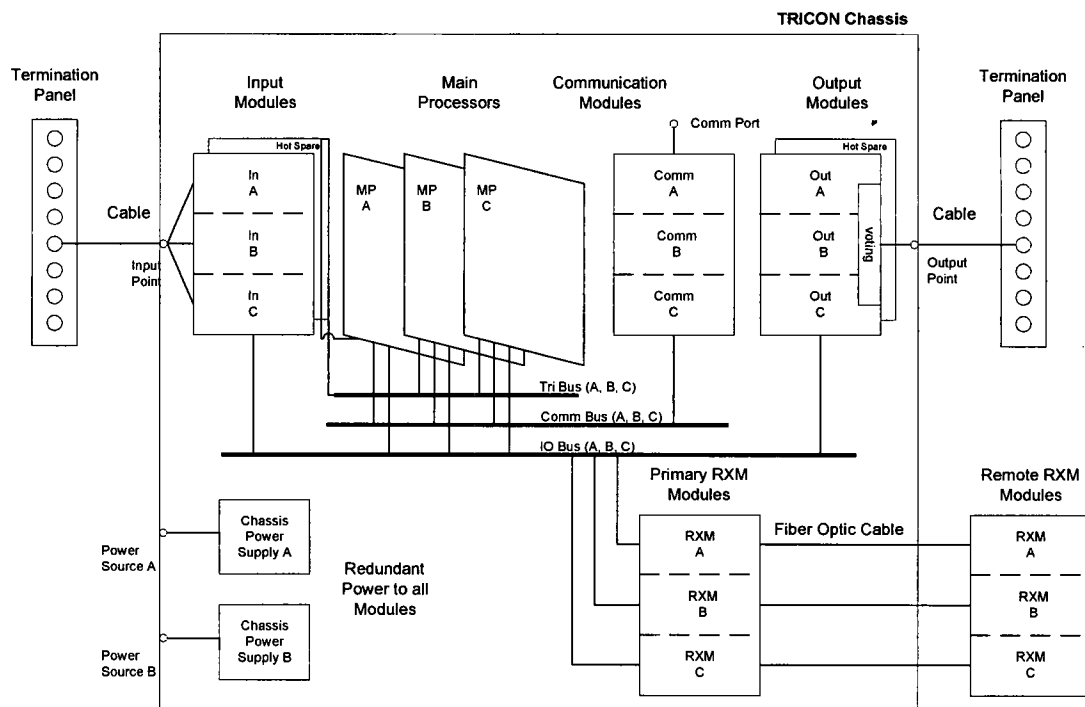 TRICON Chassis
Termination
Panel
Input
Modules
Main
Processors
Communication
Modules
Output
Modules
Termination
Panel
Comm Port
Hot Spare
Hot Spare
In
A
In
B
In
C
MP
A
MP
B
MP
C
Comm
A
Comm
B
Comm
C
Out
A
Out
B
Out
C
voting
Cable
Input
Point
Cable
Output
Point
Tri Bus (A, B, C)
Comm Bus (A, B, C)
IO Bus (A, B, C)
Primary RXM
Modules
Remote RXM
Modules
Chassis
Power
Supply A
Power
Source A
Redundant
Power to all
Modules
Chassis
Power
Supply B
Power
Source B
RXM
A
RXM
B
RXM
C
Fiber Optic Cable
RXM
A
RXM
B
RXM
C